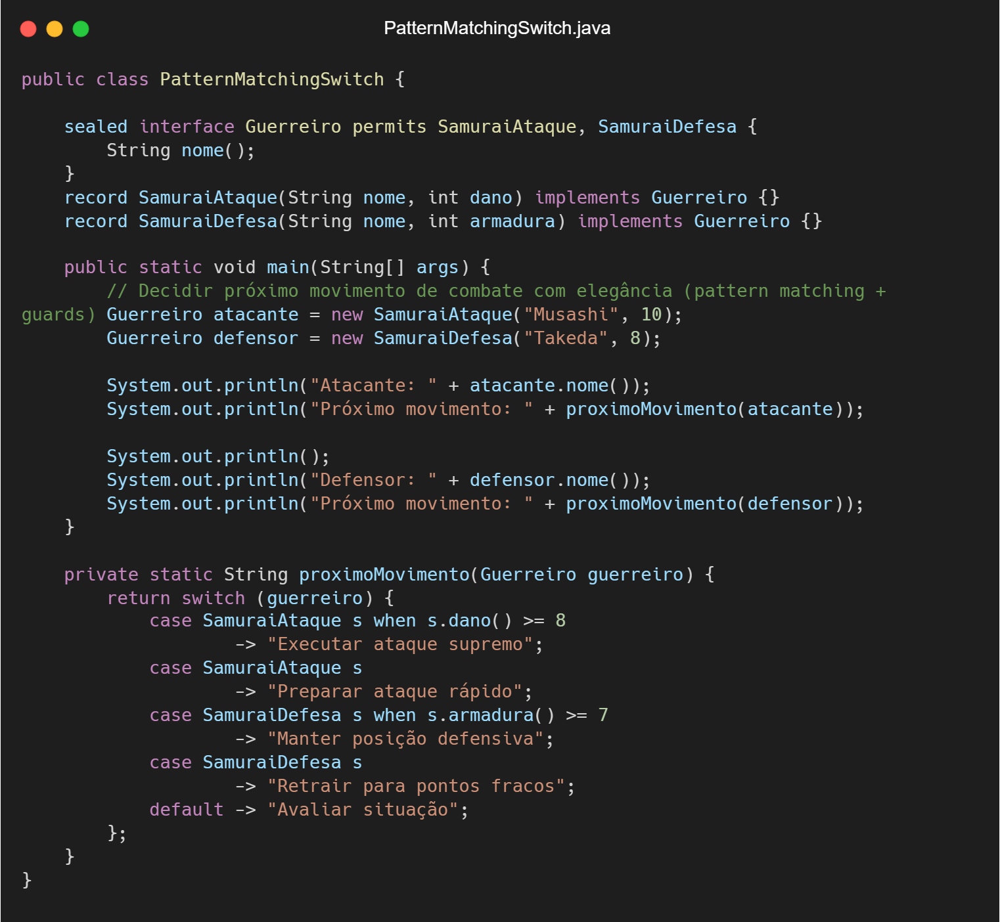 PatternMatchingSwitch.java
public class PatternMatchingSwitch {
    sealed interface Guerreiro permits SamuraiAtaque, SamuraiDefesa {
        String nome();
    }
    record SamuraiAtaque(String nome, int dano) implements Guerreiro {}
    record SamuraiDefesa(String nome, int armadura) implements Guerreiro {}
    public static void main(String[] args) {
        // Decidir próximo movimento de combate com elegância (pattern matching +
guards) Guerreiro atacante = new SamuraiAtaque("Musashi", 10);
        Guerreiro defensor = new SamuraiDefesa("Takeda", 8);
        System.out.println("Atacante: " + atacante.nome());
        System.out.println("Próximo movimento: " + proximoMovimento(atacante));
        System.out.println();
        System.out.println("Defensor: " + defensor.nome());
        System.out.println("Próximo movimento: " + proximoMovimento(defensor));
    }
    private static String proximoMovimento(Guerreiro guerreiro) {
        return switch (guerreiro) {
            case SamuraiAtaque s when s.dano() >= 8
                    -> "Executar ataque supremo";
            case SamuraiAtaque s
                    -> "Preparar ataque rápido";
            case SamuraiDefesa s when s.armadura() >= 7
                    -> "Manter posição defensiva";
            case SamuraiDefesa s
                    -> "Retrair para pontos fracos";
            default -> "Avaliar situação";
        };
    }
}